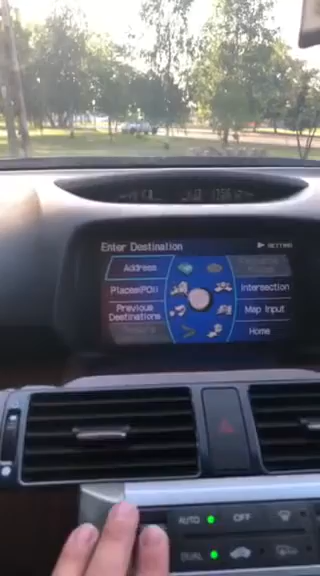 Enter Destination
▶ SETTING
Address
Places(POI)
Intersection
Previous
Map Input
Destinations
Home
AUTO
OFF
DUAL